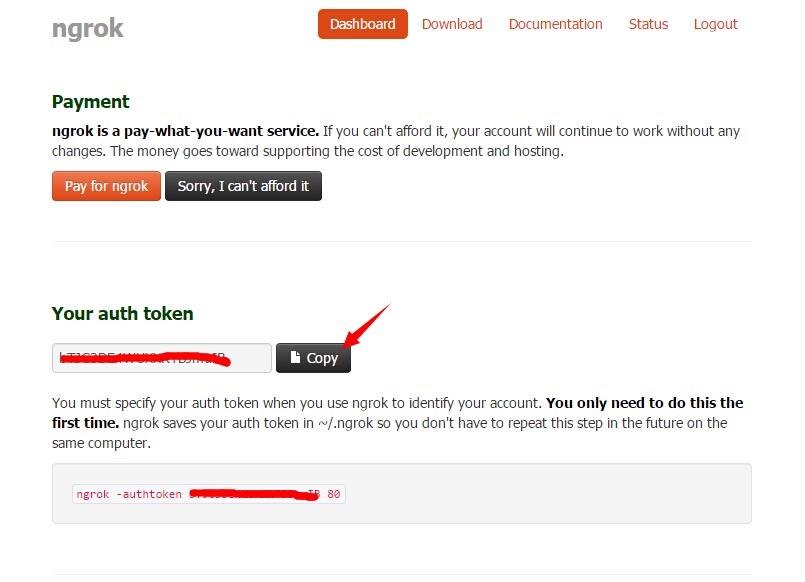 ngrok
Dashboard Download Documentation Status Logout
Payment
ngrok is a pay-what-you-want service. If you can't afford it, your account will continue to work without any
changes. The money goes toward supporting the cost of development and hosting.
Pay for ngrok Sorry, I can't afford it
Your auth token
Copy
You must specify your auth token when you use ngrok to identify your account. You only need to do this the
first time. ngrok saves your auth token in ~/.ngrok so you don't have to repeat this step in the future on the
same computer.
ngrok -authtoken 80